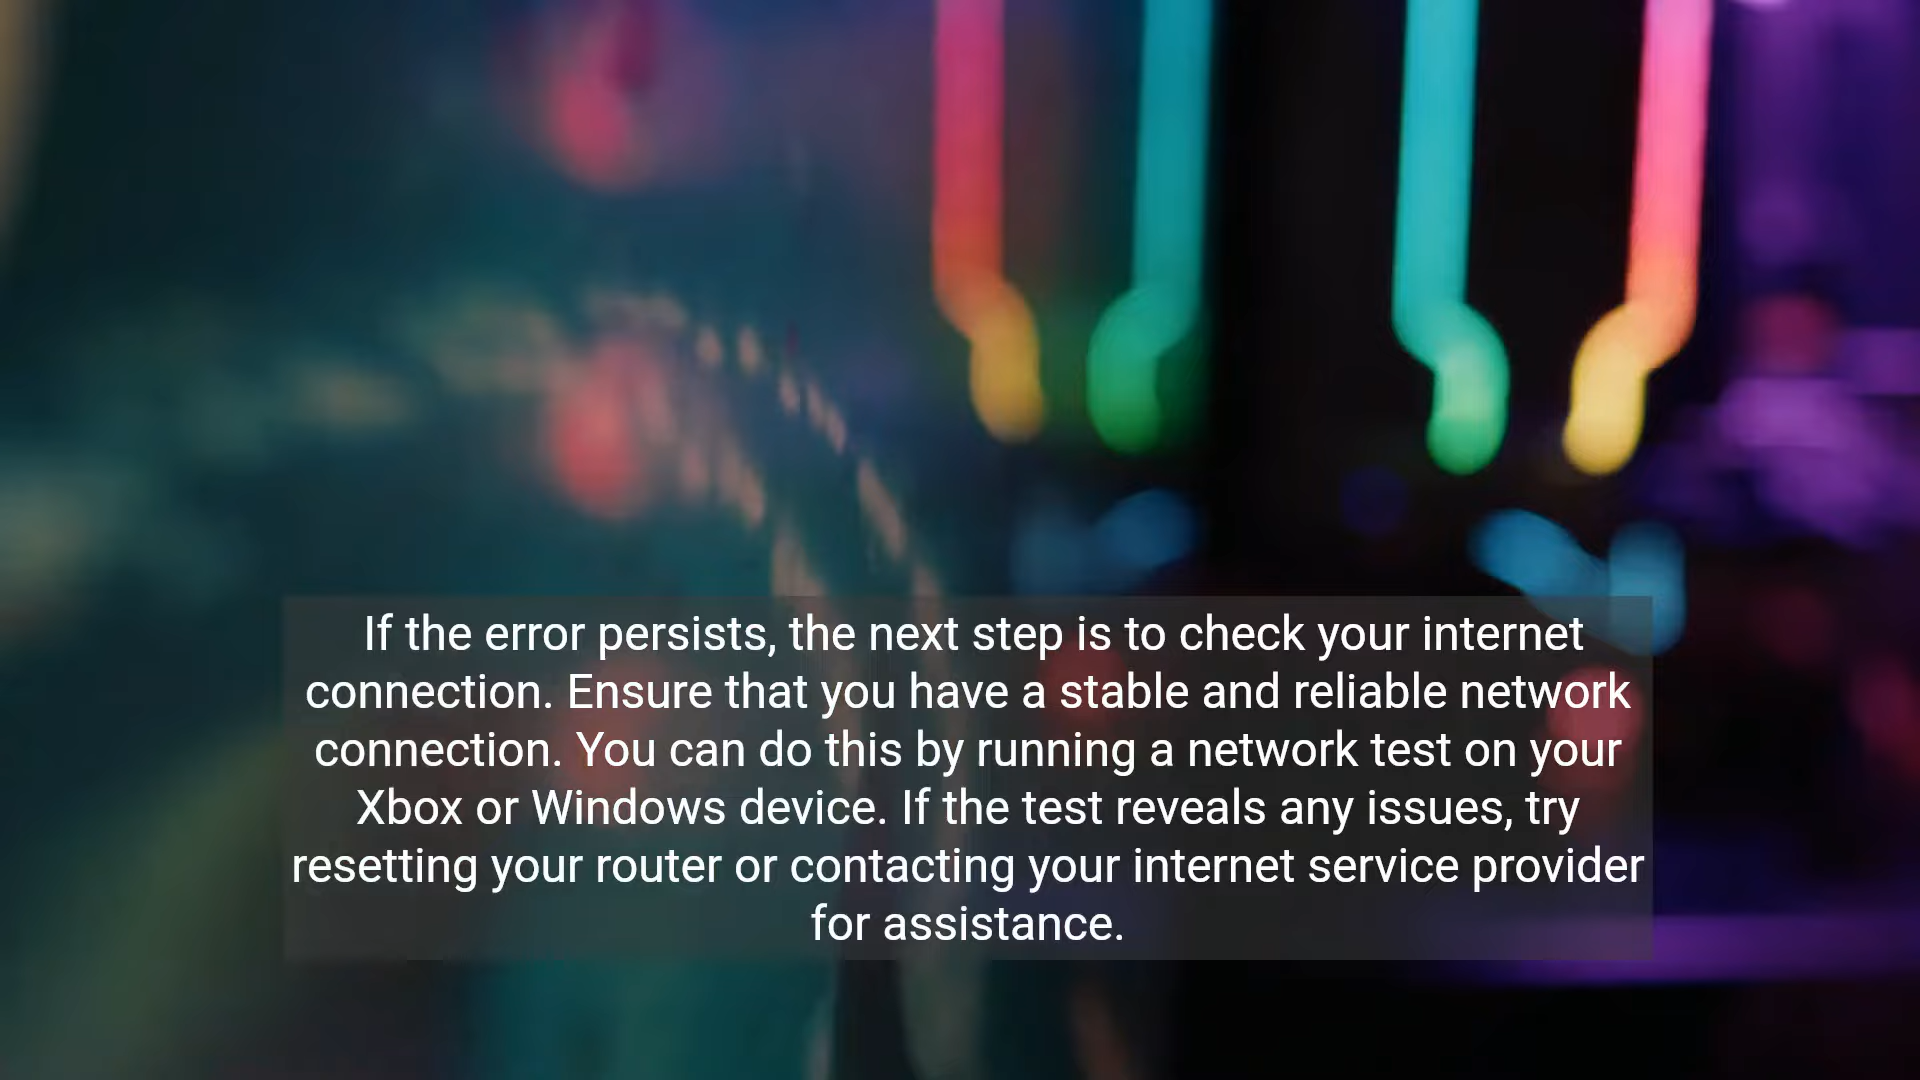 If the error persists, the next step is to check your internet
connection. Ensure that you have a stable and reliable network
connection. You can do this by running a network test on your
Xbox or Windows device. If the test reveals any issues, try
resetting your router or contacting your internet service provider
for assistance.